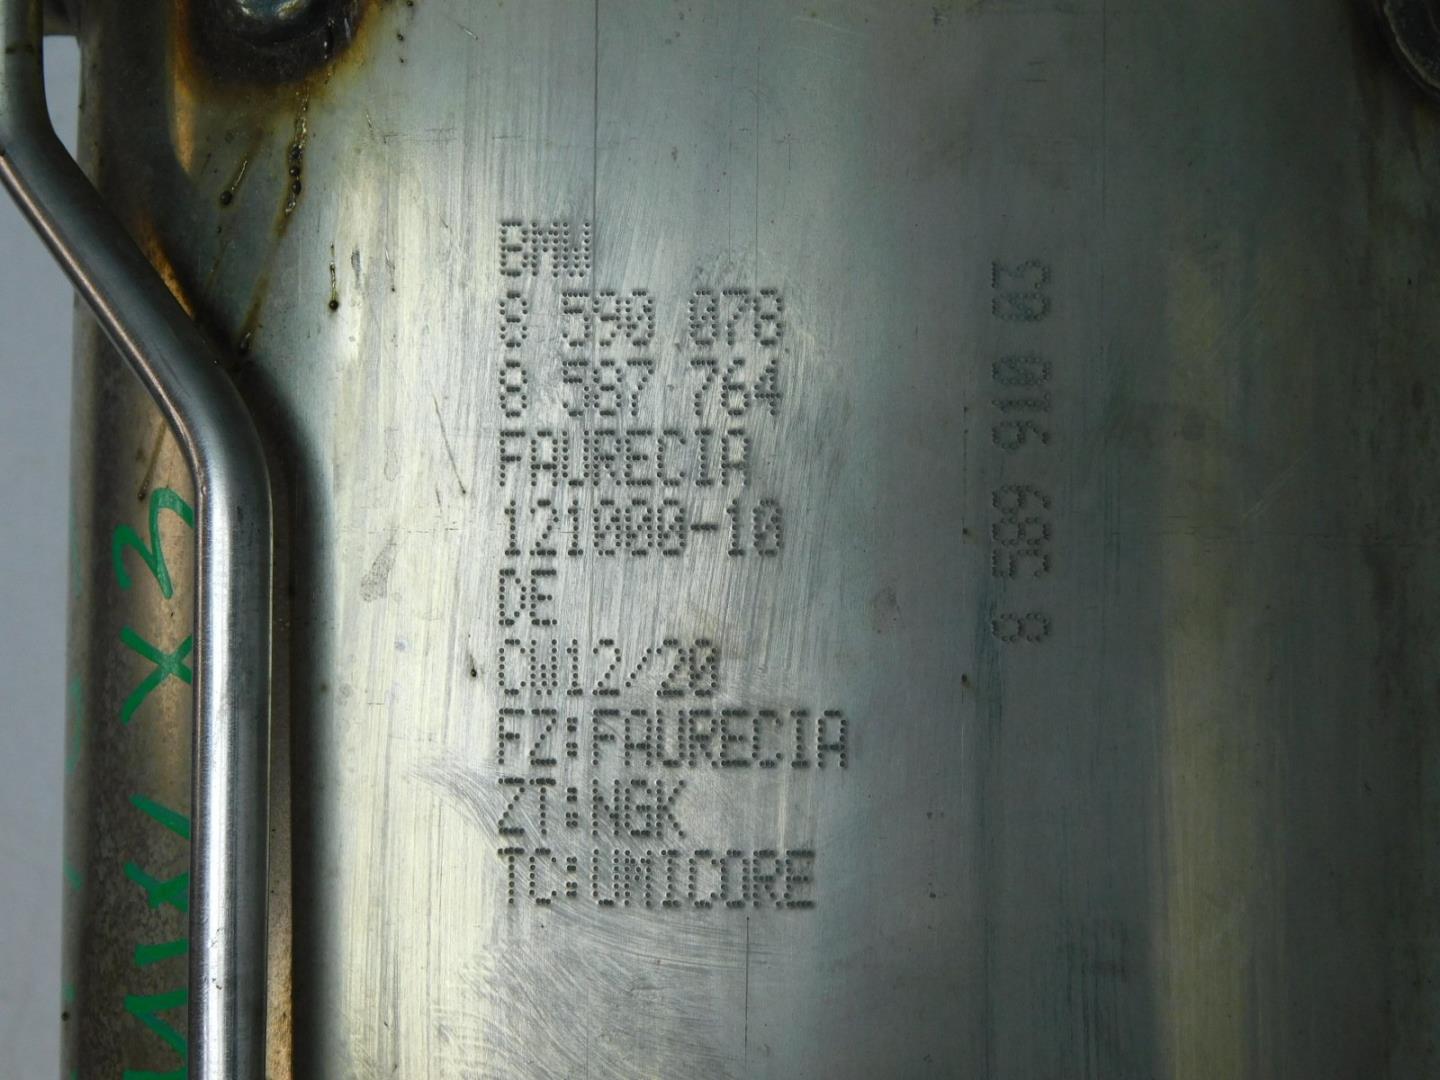 BMW
8 590 078
8 587 764
FAURECIA
121000-10
DE
CW12/20
FZ:FAURECIA
ZT:NGK
TC:UMICORE
8 589 910 03
X3